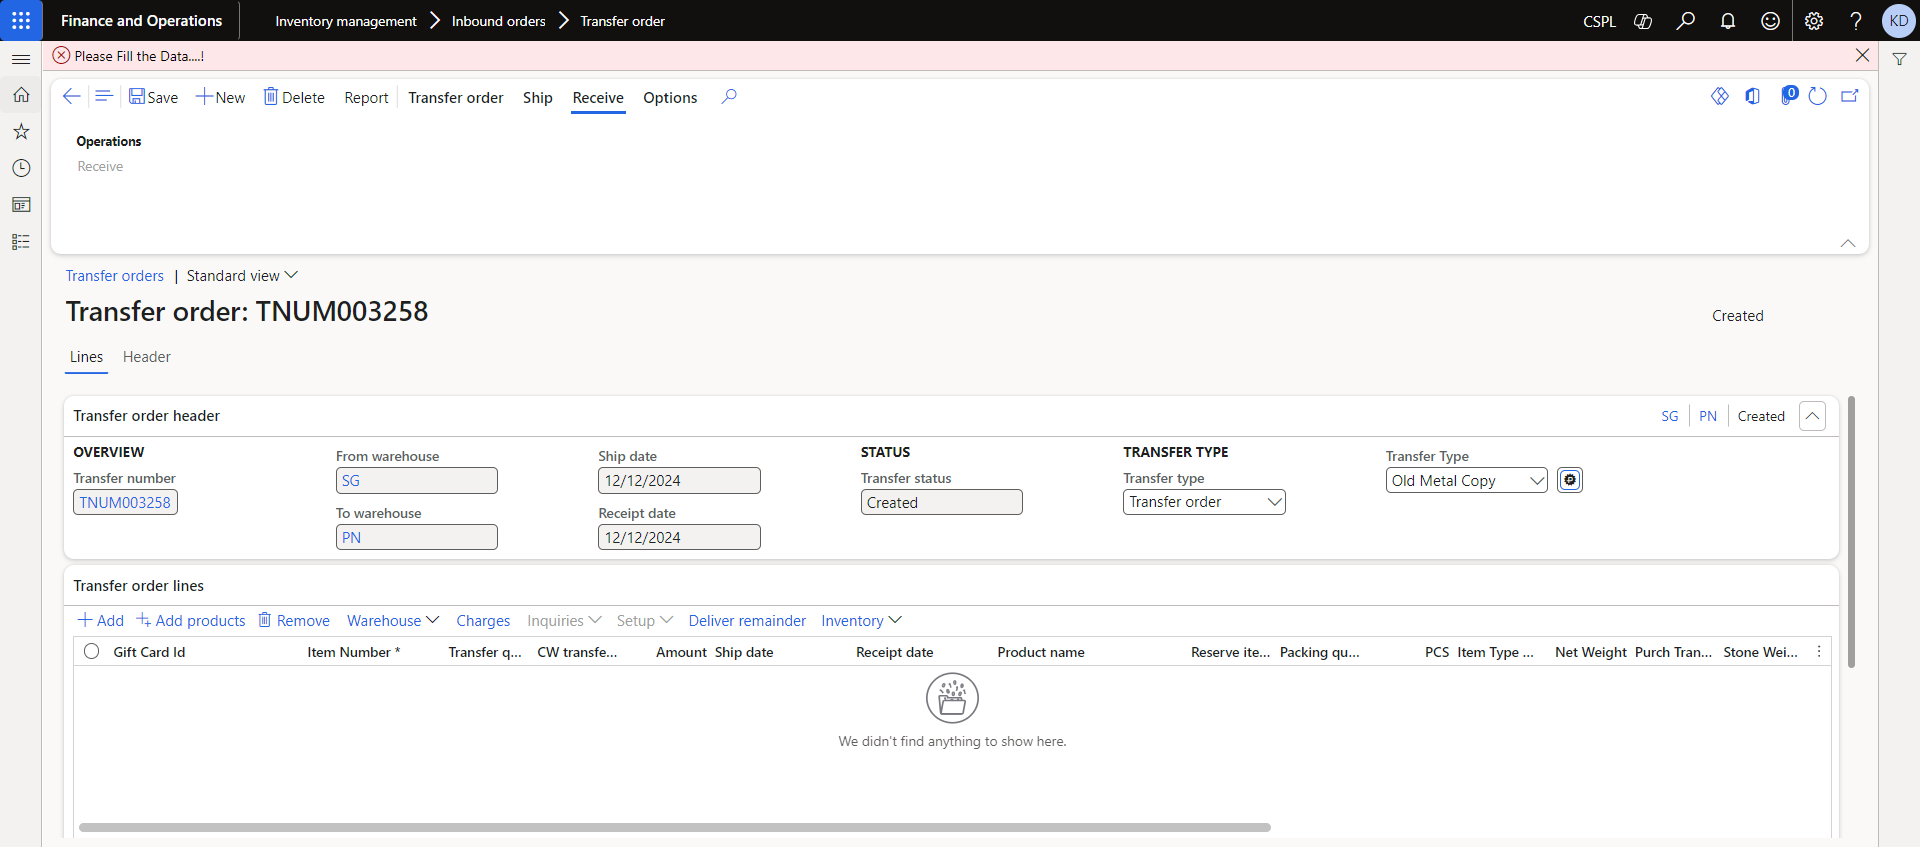 Finance and Operations
Inventory management Inbound orders Transfer order
CSPL
KD
Please Fill the Data....!
Save New Delete Report Transfer order Ship Receive Options
0
Operations
Receive
Transfer orders | Standard view
Transfer order: TNUM003258
Created
Lines Header
Transfer order header
SG PN Created
OVERVIEW
Transfer number
TNUM003258
From warehouse
SG
To warehouse
PN
Ship date
12/12/2024
Receipt date
12/12/2024
STATUS
Transfer status
Created
TRANSFER TYPE
Transfer type
Transfer order
Transfer Type
Old Metal Copy
Transfer order lines
Add Add products Remove Warehouse Charges Inquiries Setup Deliver remainder Inventory
Gift Card Id Item Number * Transfer q... CW transfe... Amount Ship date Receipt date Product name Reserve ite... Packing qu... PCS Item Type ... Net Weight Purch Tran... Stone Wei...
We didn't find anything to show here.